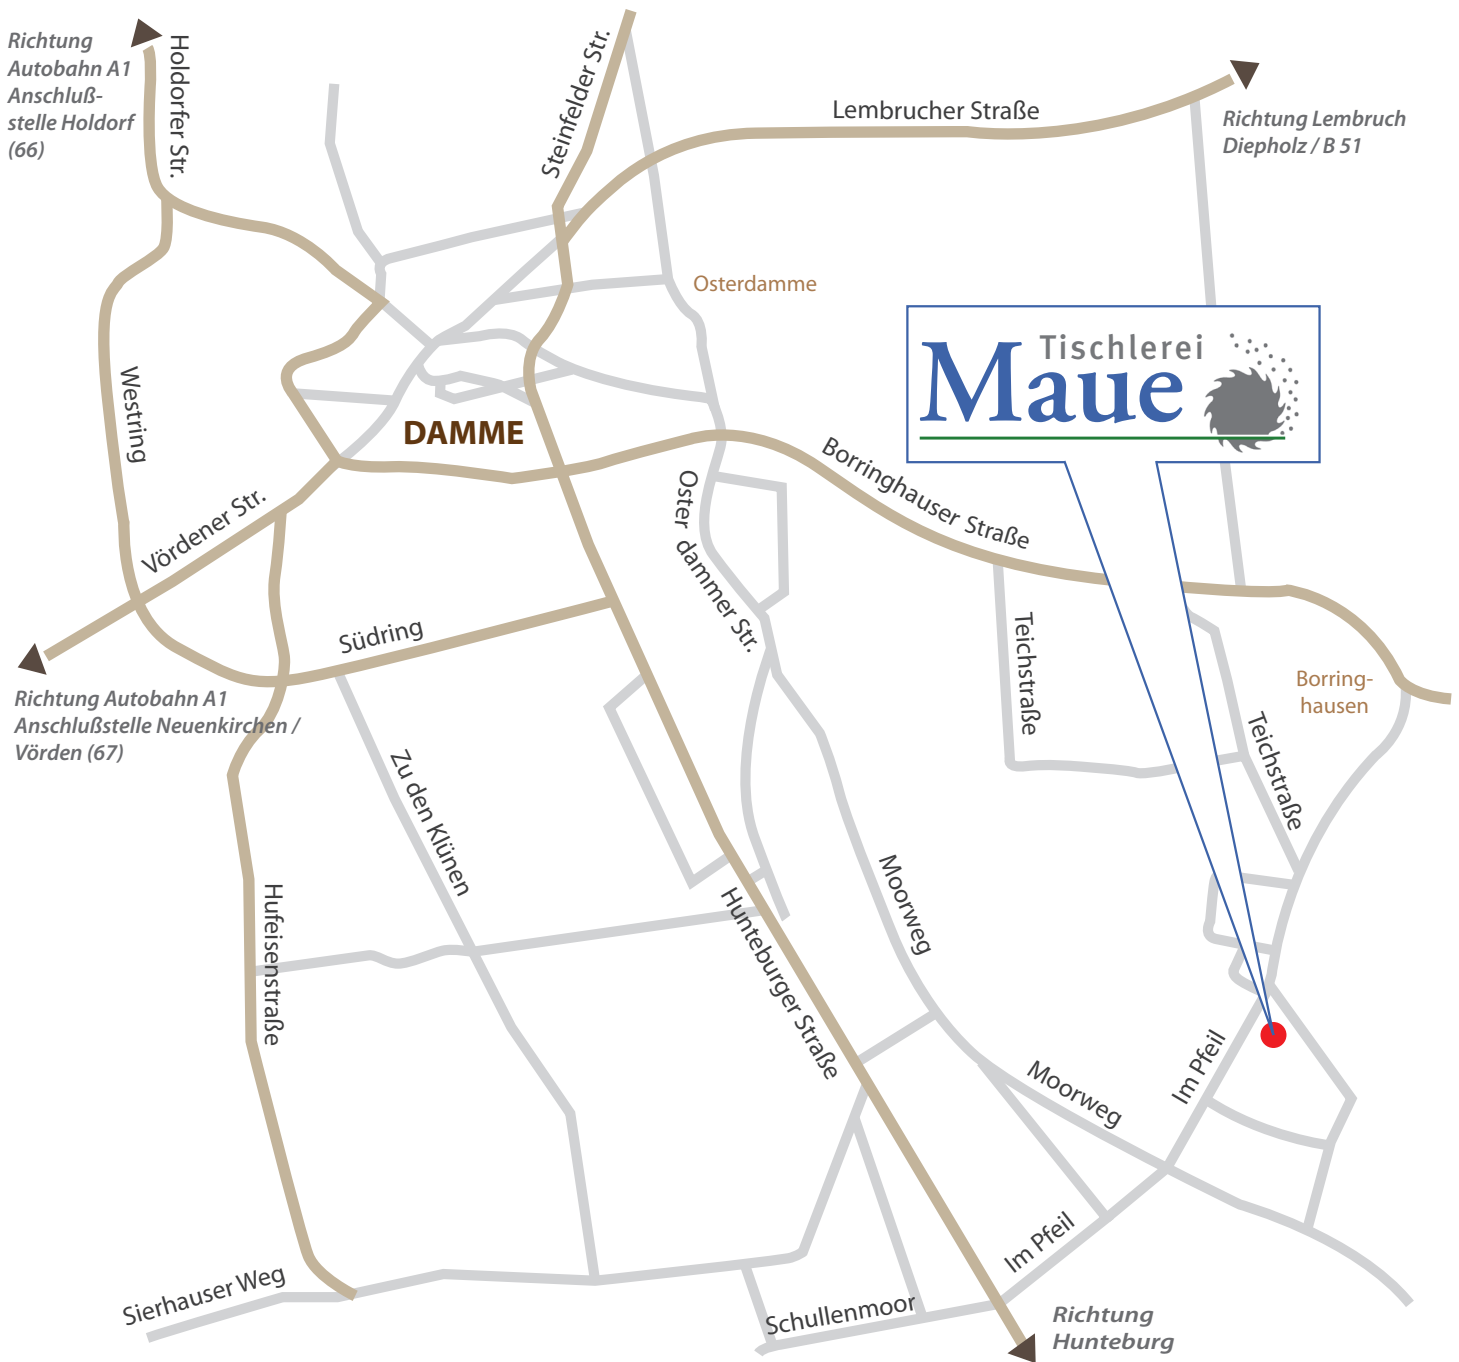 Richtung
Autobahn A1
Anschluß-
stelle Holdorf
(66)
Holdorfer Str.
Steinfelder Str.
Lembrucher Straße
Richtung Lembruch
Diepholz / B 51
Osterdamme
Tischlerei
Maue
Westring
DAMME
Borringhauser Straße
Vördener Str.
Oster dammer Str.
Südring
Teichstraße
Borring-
hausen
Richtung Autobahn A1
Anschlußstelle Neuenkirchen /
Vörden (67)
Teichstraße
Zu den Klünen
Hufeisenstraße
Moorweg
Hunteburger Straße
Im Pfeil
Moorweg
Im Pfeil
Sierhauser Weg
Schullenmoor
Richtung
Hunteburg